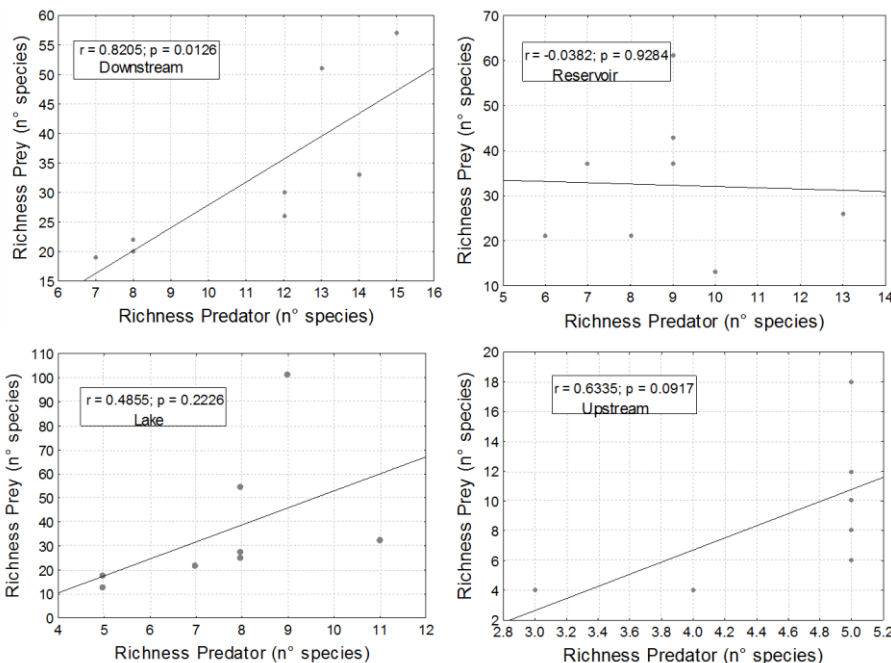 r = 0.8205; p = 0.0126
Downstream
Richness Prey (n° species)
60
55
50
45
40
35
30
25
20
15
6 7 8 9 10 11 12 13 14 15 16
Richness Predator (n° species)
r = -0.0382; p = 0.9284
Reservoir
Richness Prey (n° species)
70
60
50
40
30
20
10
5 6 7 8 9 10 11 12 13 14
Richness Predator (n° species)
r = 0.4855; p = 0.2226
Lake
Richness Prey (n° species)
110
100
90
80
70
60
50
40
30
20
10
0
4 5 6 7 8 9 10 11 12
Richness Predator (n° species)
r = 0.6335; p = 0.0917
Upstream
Richness Prey (n° species)
20
18
16
14
12
10
8
6
4
2
2.8 3.0 3.2 3.4 3.6 3.8 4.0 4.2 4.4 4.6 4.8 5.0 5.2
Richness Predator (n° species)